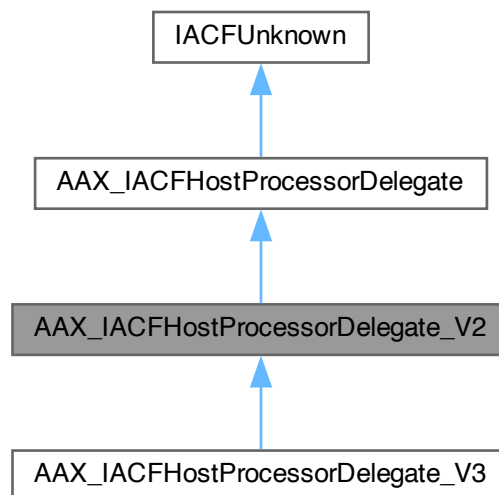 IACFUnknown
AAX_IACFHostProcessorDelegate
AAX_IACFHostProcessorDelegate_V2
AAX_IACFHostProcessorDelegate_V3